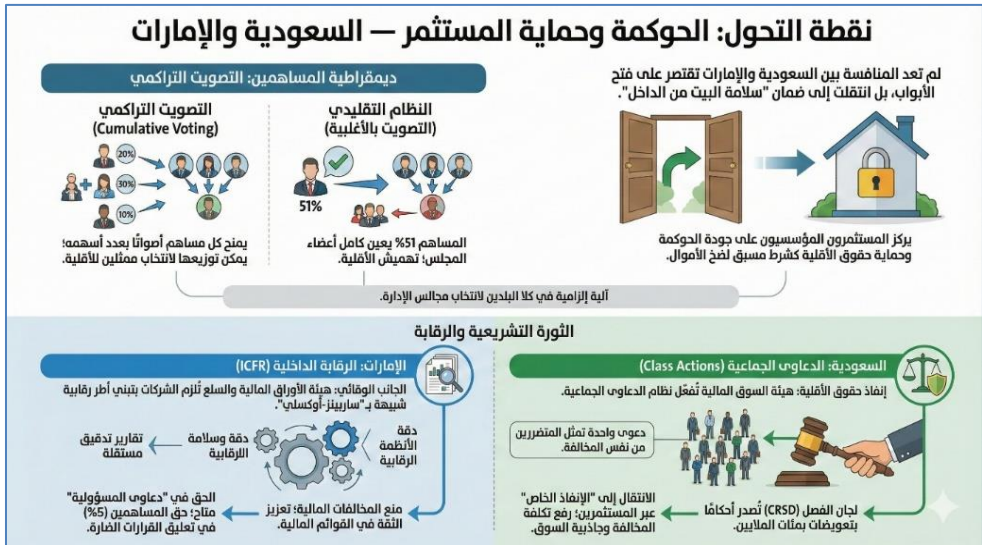 نقطة التحول: الحوكمة وحماية المستثمر — السعودية والإمارات
لم تعد المنافسة بين السعودية والإمارات تقتصر على فتح
الأبواب، بل انتقلت إلى ضمان "سلامة البيت من الداخل".
يركز المستثمرون المؤسسيون على جودة الحوكمة
وحماية حقوق الأقلية كشرط مسبق لضخ الأموال.
ديمقراطية المساهمين: التصويت التراكمي
النظام التقليدي
(التصويت بالأغلبية)
51%
المساهم 51% يعين كامل أعضاء
المجلس؛ تهميش الأقلية.
التصويت التراكمي
(Cumulative Voting)
20%
30%
10%
يمنح كل مساهم أصواتًا بعدد أسهمه؛
يمكن توزيعها لانتخاب ممثلين للأقلية.
آلية إلزامية في كلا البلدين لانتخاب مجالس الإدارة.
الثورة التشريعية والرقابة
السعودية: الدعاوى الجماعية (Class Actions)
إنفاذ حقوق الأقلية؛ هيئة السوق المالية تُفعّل نظام الدعاوى الجماعية.
دعوى واحدة تمثل المتضررين
من نفس المخالفة.
لجان الفصل (CRSD) تُصدر أحكامًا
بتعويضات بمئات الملايين.
الانتقال إلى "الإنفاذ الخاص"
عبر المستثمرين؛ رفع تكلفة
المخالفة وجاذبية السوق.
الإمارات: الرقابة الداخلية (ICFR)
الجانب الوقائي: هيئة الأوراق المالية والسلع تُلزم الشركات بتبني أطر رقابية
شبيهة بـ"ساربينز-أوكسلي".
دقة
الأنظمة
الرقابية
دقة وسلامة
اللرقابية
تقارير تدقيق
مستقلة
منع المخالفات المالية؛ تعزيز
الثقة في القوائم المالية.
الحق في "دعاوى المسؤولية"
متاح؛ حق المساهمين (5%)
في تعليق القرارات الضارة.